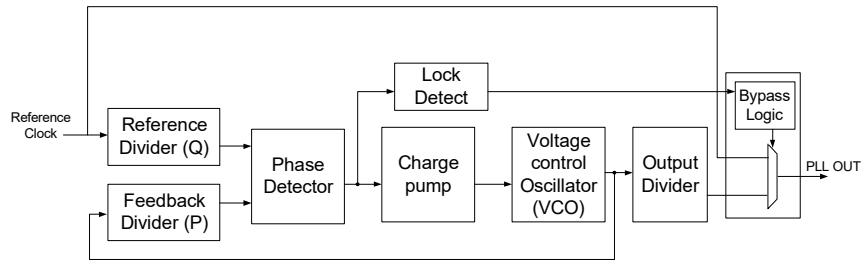 Reference
Clock
Reference
Divider (Q)
Feedback
Divider (P)
Phase
Detector
Lock
Detect
Charge
pump
Voltage
control
Oscillator
(VCO)
Output
Divider
Bypass
Logic
PLL OUT